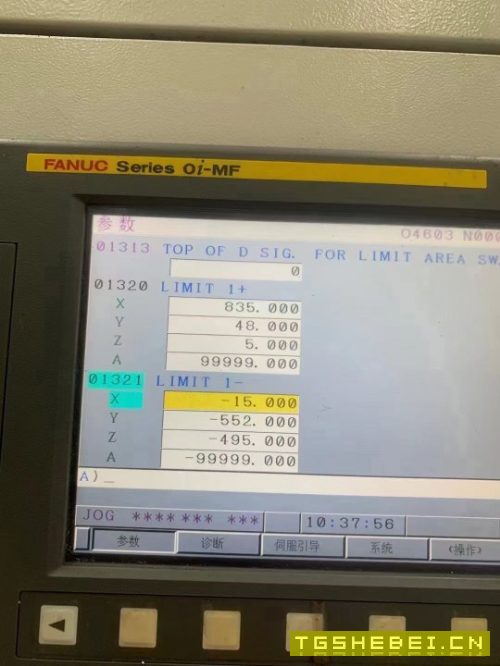 FANUC Series 0i-MF
参数
O4603 N000
01313 TOP OF D SIG. FOR LIMIT AREA SW
0
01320 LIMIT 1+
X 835.000
Y 48.000
Z 5.000
A 99999.000
01321 LIMIT 1-
X -15.000
Y -552.000
Z -495.000
A -99999.000
A)_
JOG **** *** *** 10:37:56
参数 诊断 伺服引导 系统 (操作)
TGSHEBEI.CN